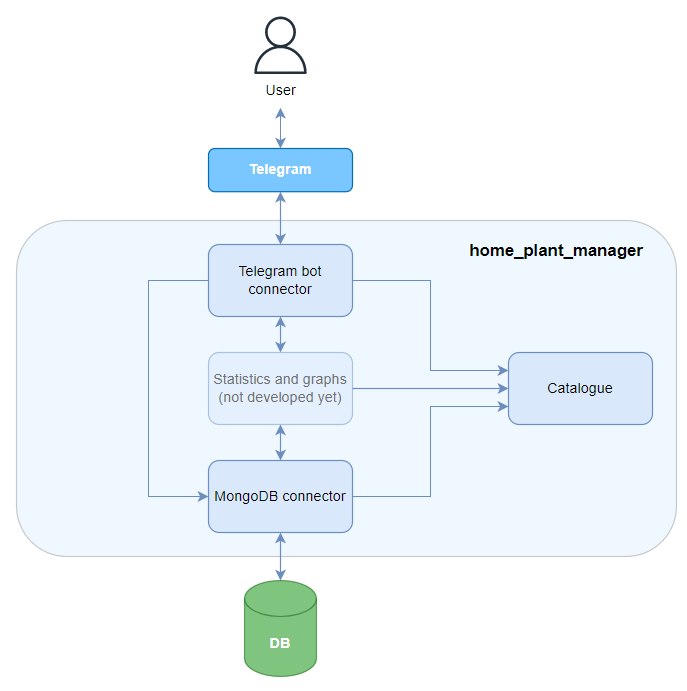 User
Telegram
home_plant_manager
Telegram bot
connector
Statistics and graphs
(not developed yet)
Catalogue
MongoDB connector
DB